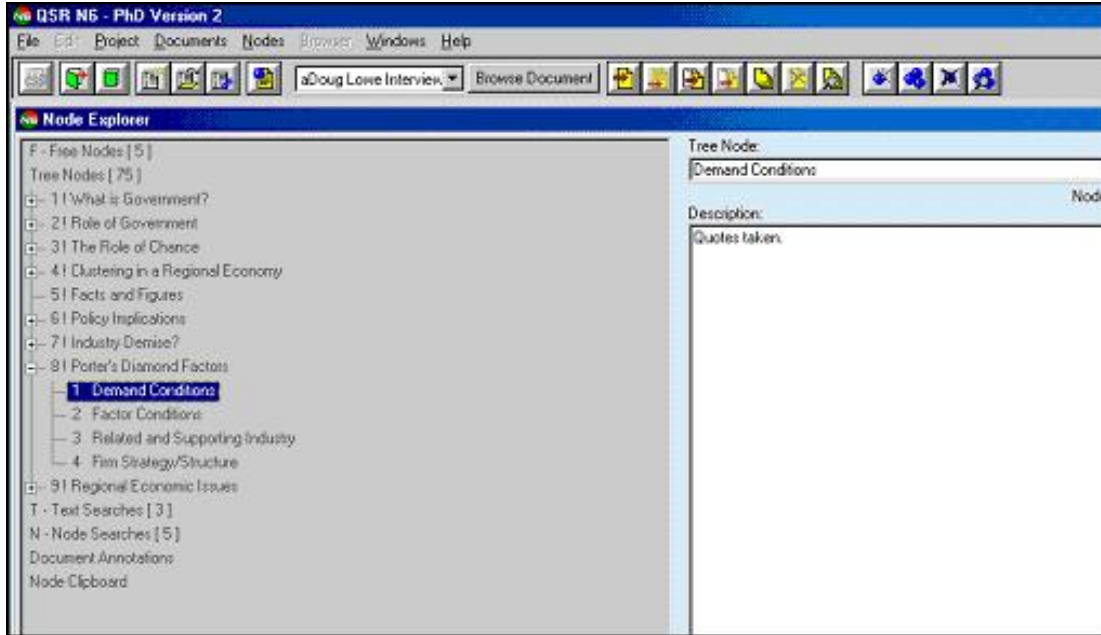 QSR N6 - PhD Version 2
File Edit Project Documents Nodes Browser Windows Help
aDoug Lowe Interview Browse Document
Node Explorer
F - Free Nodes [ 5 ]
Tree Nodes [ 75 ]
1 ! What is Government?
2 ! Role of Government
3 ! The Role of Chance
4 ! Clustering in a Regional Economy
5 ! Facts and Figures
6 ! Policy Implications
7 ! Industry Demise?
8 ! Porter's Diamond Factors
1 Demand Conditions
2 Factor Conditions
3 Related and Supporting Industry
4 Firm Strategy/Structure
9 ! Regional Economic Issues
T - Text Searches [ 3 ]
N - Node Searches [ 5 ]
Document Annotations
Node Clipboard
Tree Node:
Demand Conditions
Node
Description:
Quotes taken.